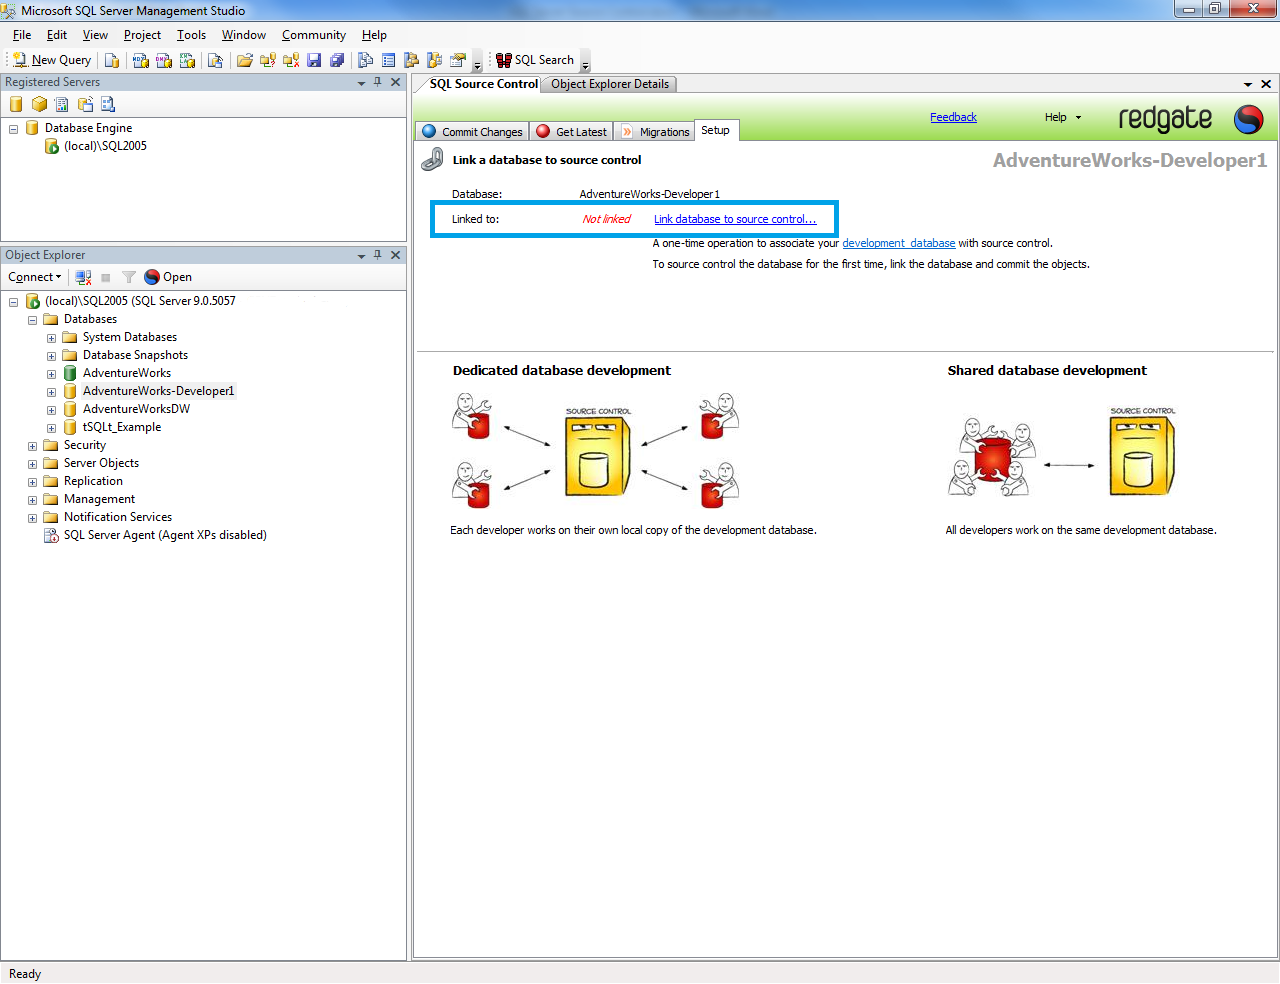 Microsoft SQL Server Management Studio
File Edit View Project Tools Window Community Help
New Query SQL Search
Registered Servers
Database Engine
(local)\SQL2005
Object Explorer
Connect Open
(local)\SQL2005 (SQL Server 9.0.5057
Databases
System Databases
Database Snapshots
AdventureWorks
AdventureWorks-Developer1
AdventureWorksDW
tSQLt_Example
Security
Server Objects
Replication
Management
Notification Services
SQL Server Agent (Agent XPs disabled)
SQL Source Control Object Explorer Details
Feedback Help redgate
Commit Changes Get Latest Migrations Setup
Link a database to source control AdventureWorks-Developer1
Database: AdventureWorks-Developer1
Linked to: Not linked Link database to source control...
A one-time operation to associate your development database with source control.
To source control the database for the first time, link the database and commit the objects.
Dedicated database development
SOURCE CONTROL
Each developer works on their own local copy of the development database.
Shared database development
SOURCE CONTROL
All developers work on the same development database.
Ready